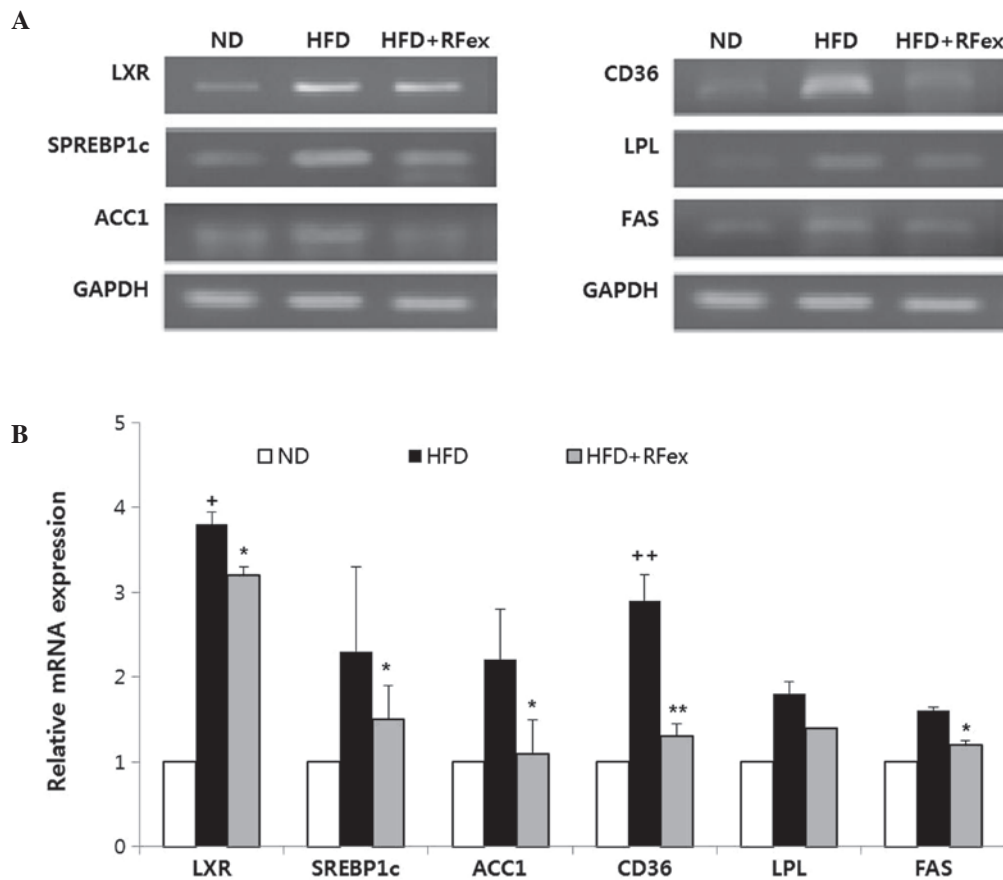 A
ND HFD HFD+RFex
LXR
SPREBP1c
ACC1
GAPDH
ND HFD HFD+RFex
CD36
LPL
FAS
GAPDH
B
Relative mRNA expression
5
4
3
2
1
0
ND HFD HFD+RFex
+
*
*
*
++
**
*
LXR SREBP1c ACC1 CD36 LPL FAS